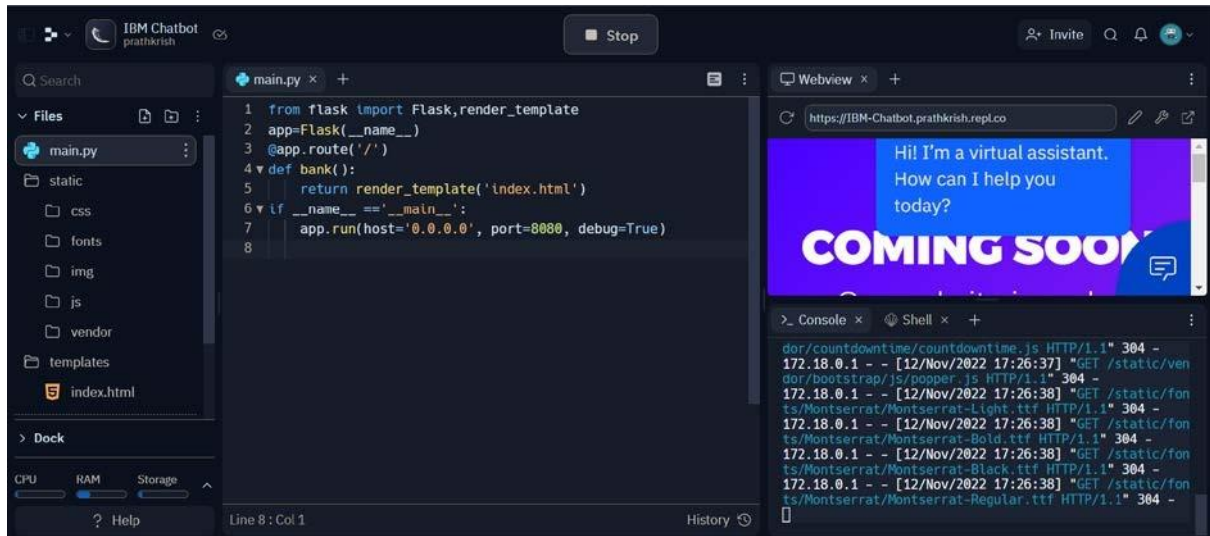 IBM Chatbot
prathkrish
Stop
Invite
Search
Files
main.py
static
css
fonts
img
js
vendor
templates
index.html
Dock
CPU RAM Storage
? Help
main.py × +
1 from flask import Flask,render_template
2 app=Flask(__name__)
3 @app.route('/')
4 def bank():
5 return render_template('index.html')
6 if __name__ =='__main__':
7 app.run(host='0.0.0.0', port=8080, debug=True)
8
Line 8 : Col 1
History
Webview × +
https://IBM-Chatbot.prathkrish.repl.co
Hi! I'm a virtual assistant.
How can I help you
today?
COMING SOON
>_ Console × Shell × +
dor/countdowntime/countdowntime.js HTTP/1.1" 304 -
172.18.0.1 - - [12/Nov/2022 17:26:37] "GET /static/ven
dor/bootstrap/js/popper.js HTTP/1.1" 304 -
172.18.0.1 - - [12/Nov/2022 17:26:38] "GET /static/fon
ts/Montserrat/Montserrat-Light.ttf HTTP/1.1" 304 -
172.18.0.1 - - [12/Nov/2022 17:26:38] "GET /static/fon
ts/Montserrat/Montserrat-Bold.ttf HTTP/1.1" 304 -
172.18.0.1 - - [12/Nov/2022 17:26:38] "GET /static/fon
ts/Montserrat/Montserrat-Black.ttf HTTP/1.1" 304 -
172.18.0.1 - - [12/Nov/2022 17:26:38] "GET /static/fon
ts/Montserrat/Montserrat-Regular.ttf HTTP/1.1" 304 -